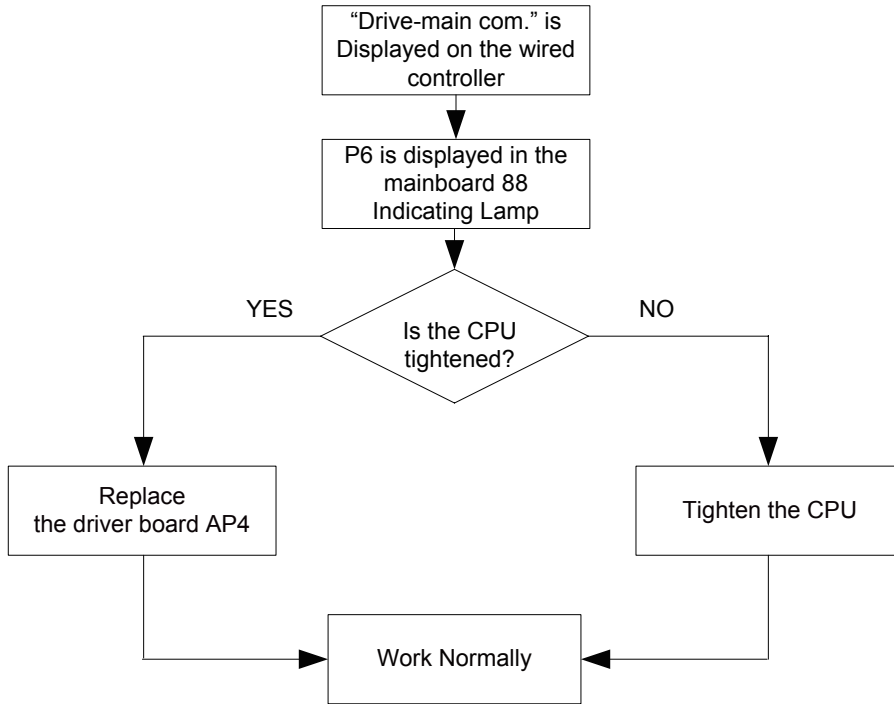 “Drive-main com.” is
Displayed on the wired
controller
P6 is displayed in the
mainboard 88
Indicating Lamp
YES
NO
Is the CPU
tightened?
Replace
the driver board AP4
Tighten the CPU
Work Normally